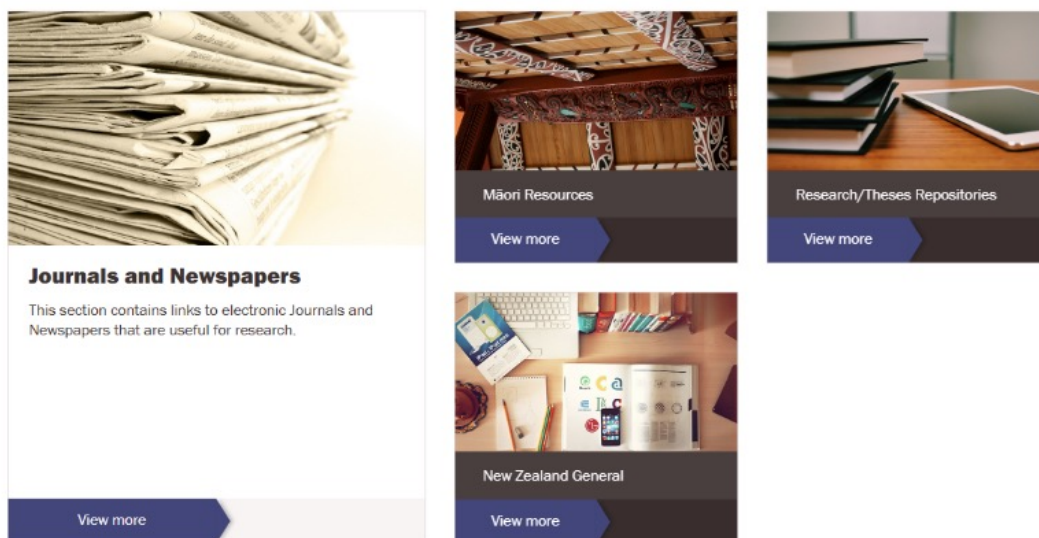 Journals and Newspapers
This section contains links to electronic Journals and
Newspapers that are useful for research.
View more
Māori Resources
View more
Research/Theses Repositories
View more
New Zealand General
View more